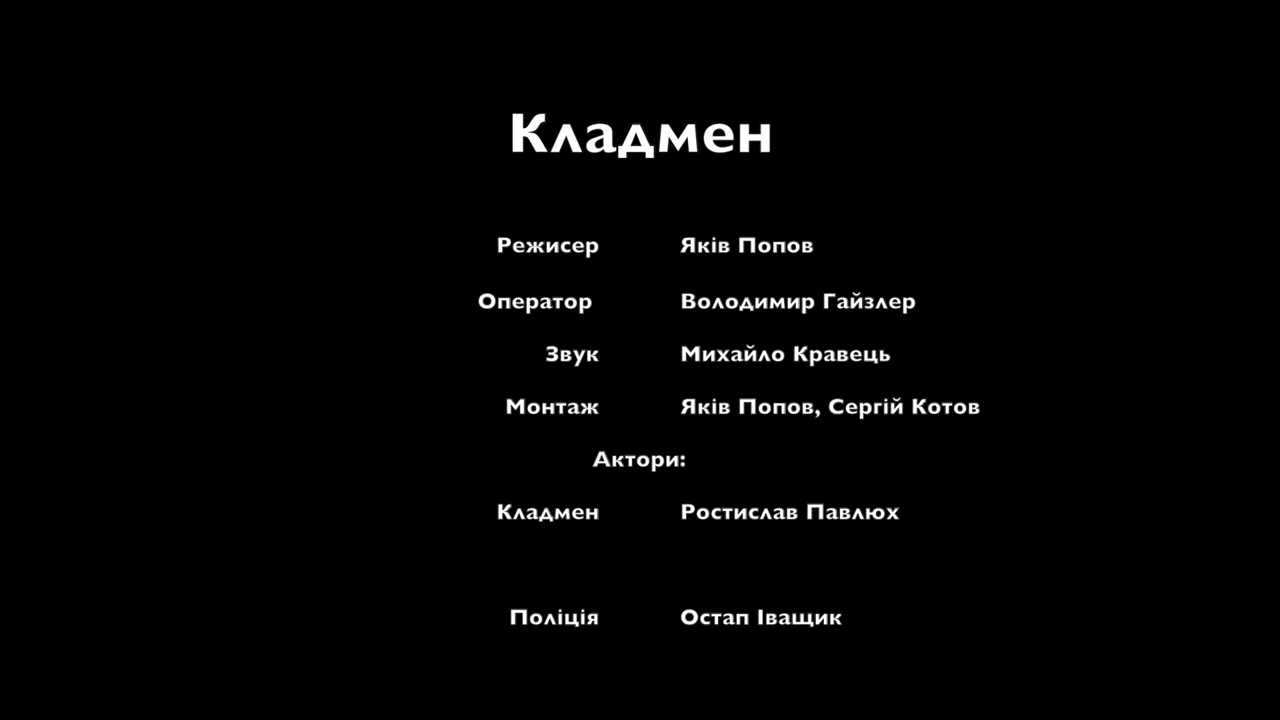 Кладмен
Режисер Яків Попов
Оператор Володимир Гайзлер
Звук Михайло Кравець
Монтаж Яків Попов, Сергій Котов
Актори:
Кладмен Ростислав Павлюх
Поліція Остап Іващик